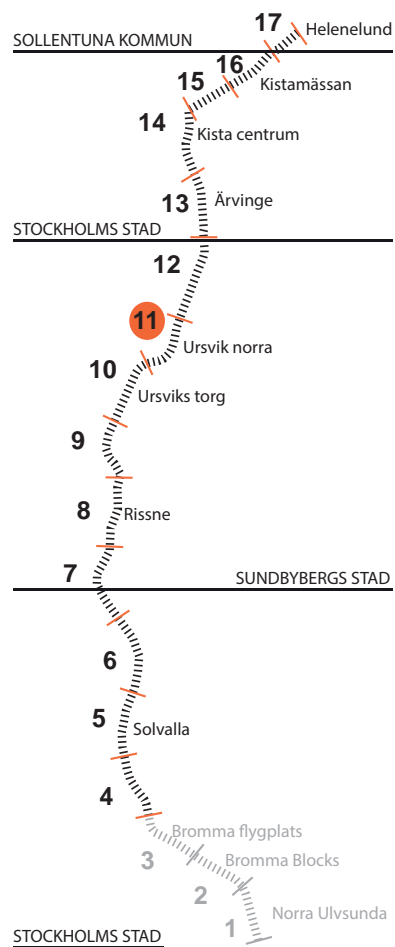 17 Helenelund
SOLLENTUNA KOMMUN
16
15 Kistamässan
14 Kista centrum
13 Ärvinge
STOCKHOLMS STAD
12
11
Ursvik norra
10
Ursviks torg
9
8 Rissne
7
SUNDBYBERGS STAD
6
5 Solvalla
4
Bromma flygplats
3
Bromma Blocks
2
Norra Ulvsunda
1
STOCKHOLMS STAD